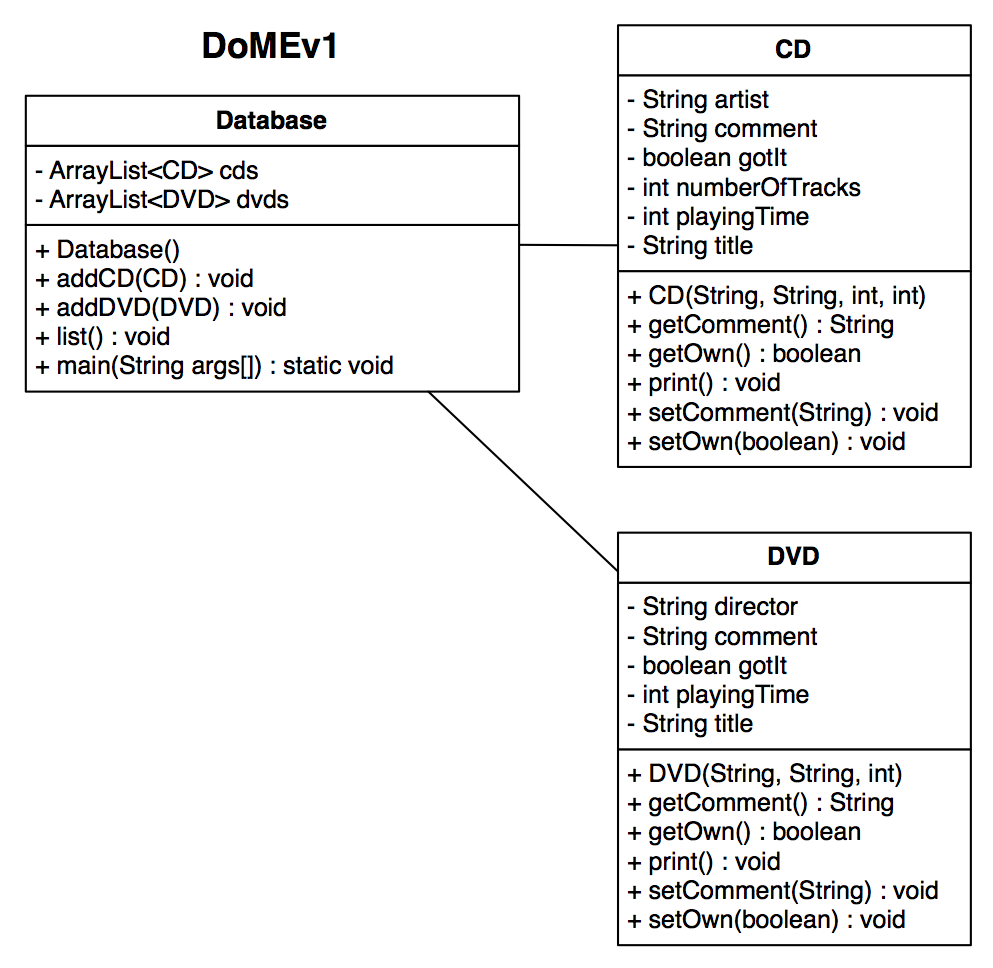 DoMEv1
Database
- ArrayList<CD> cds
- ArrayList<DVD> dvds
+ Database()
+ addCD(CD) : void
+ addDVD(DVD) : void
+ list() : void
+ main(String args[]) : static void
CD
- String artist
- String comment
- boolean gotIt
- int numberOfTracks
- int playingTime
- String title
+ CD(String, String, int, int)
+ getComment() : String
+ getOwn() : boolean
+ print() : void
+ setComment(String) : void
+ setOwn(boolean) : void
DVD
- String director
- String comment
- boolean gotIt
- int playingTime
- String title
+ DVD(String, String, int)
+ getComment() : String
+ getOwn() : boolean
+ print() : void
+ setComment(String) : void
+ setOwn(boolean) : void